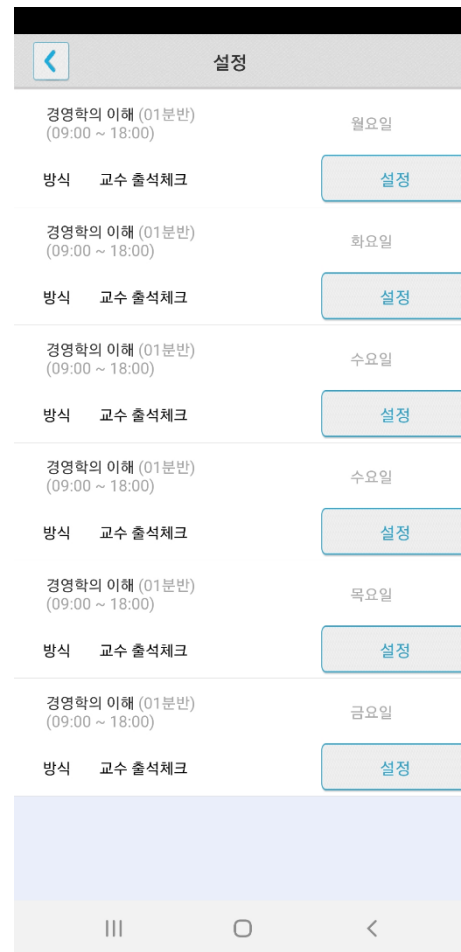 설정
경영학의 이해 (01분반)
(09:00 ~ 18:00)
월요일
방식 교수 출석체크
설정
경영학의 이해 (01분반)
(09:00 ~ 18:00)
화요일
방식 교수 출석체크
설정
경영학의 이해 (01분반)
(09:00 ~ 18:00)
수요일
방식 교수 출석체크
설정
경영학의 이해 (01분반)
(09:00 ~ 18:00)
수요일
방식 교수 출석체크
설정
경영학의 이해 (01분반)
(09:00 ~ 18:00)
목요일
방식 교수 출석체크
설정
경영학의 이해 (01분반)
(09:00 ~ 18:00)
금요일
방식 교수 출석체크
설정